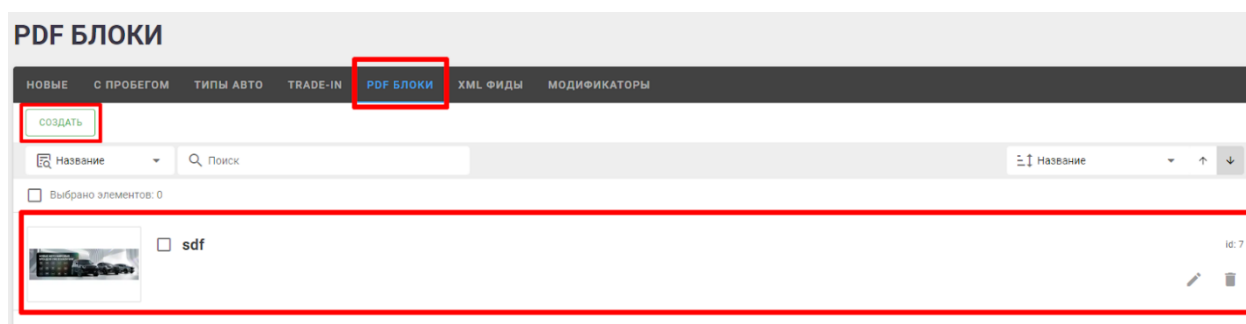 PDF БЛОКИ
НОВЫЕ С ПРОБЕГОМ ТИПЫ АВТО TRADE-IN PDF БЛОКИ XML ФИДЫ МОДИФИКАТОРЫ
СОЗДАТЬ
Название Поиск Название
Выбрано элементов: 0
sdf id: 7